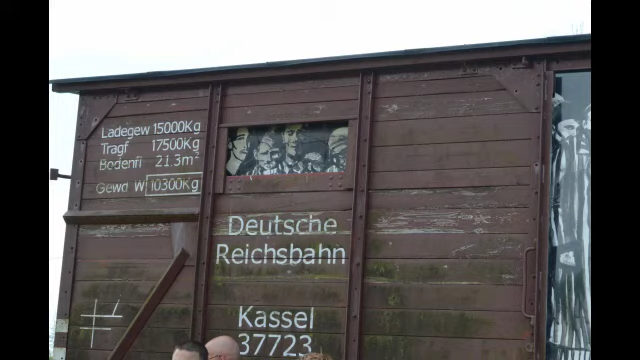 Ladegew 15000Kg
Tragf 17500Kg
Bodenfl 21.3m²
Gewd W 10300Kg
Deutsche
Reichsbahn
Kassel
37723